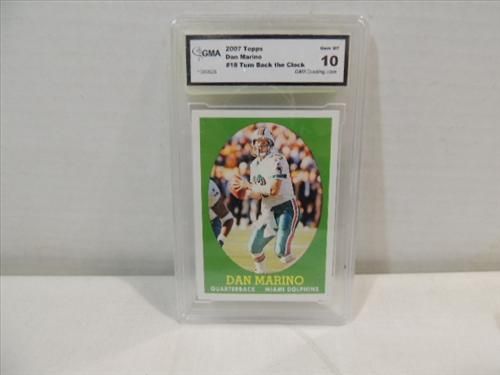 GMA
2007 Topps
Dan Marino
#18 Turn Back the Clock
Gem MT
10
GMAGrading.com
DAN MARINO
QUARTERBACK MIAMI DOLPHINS